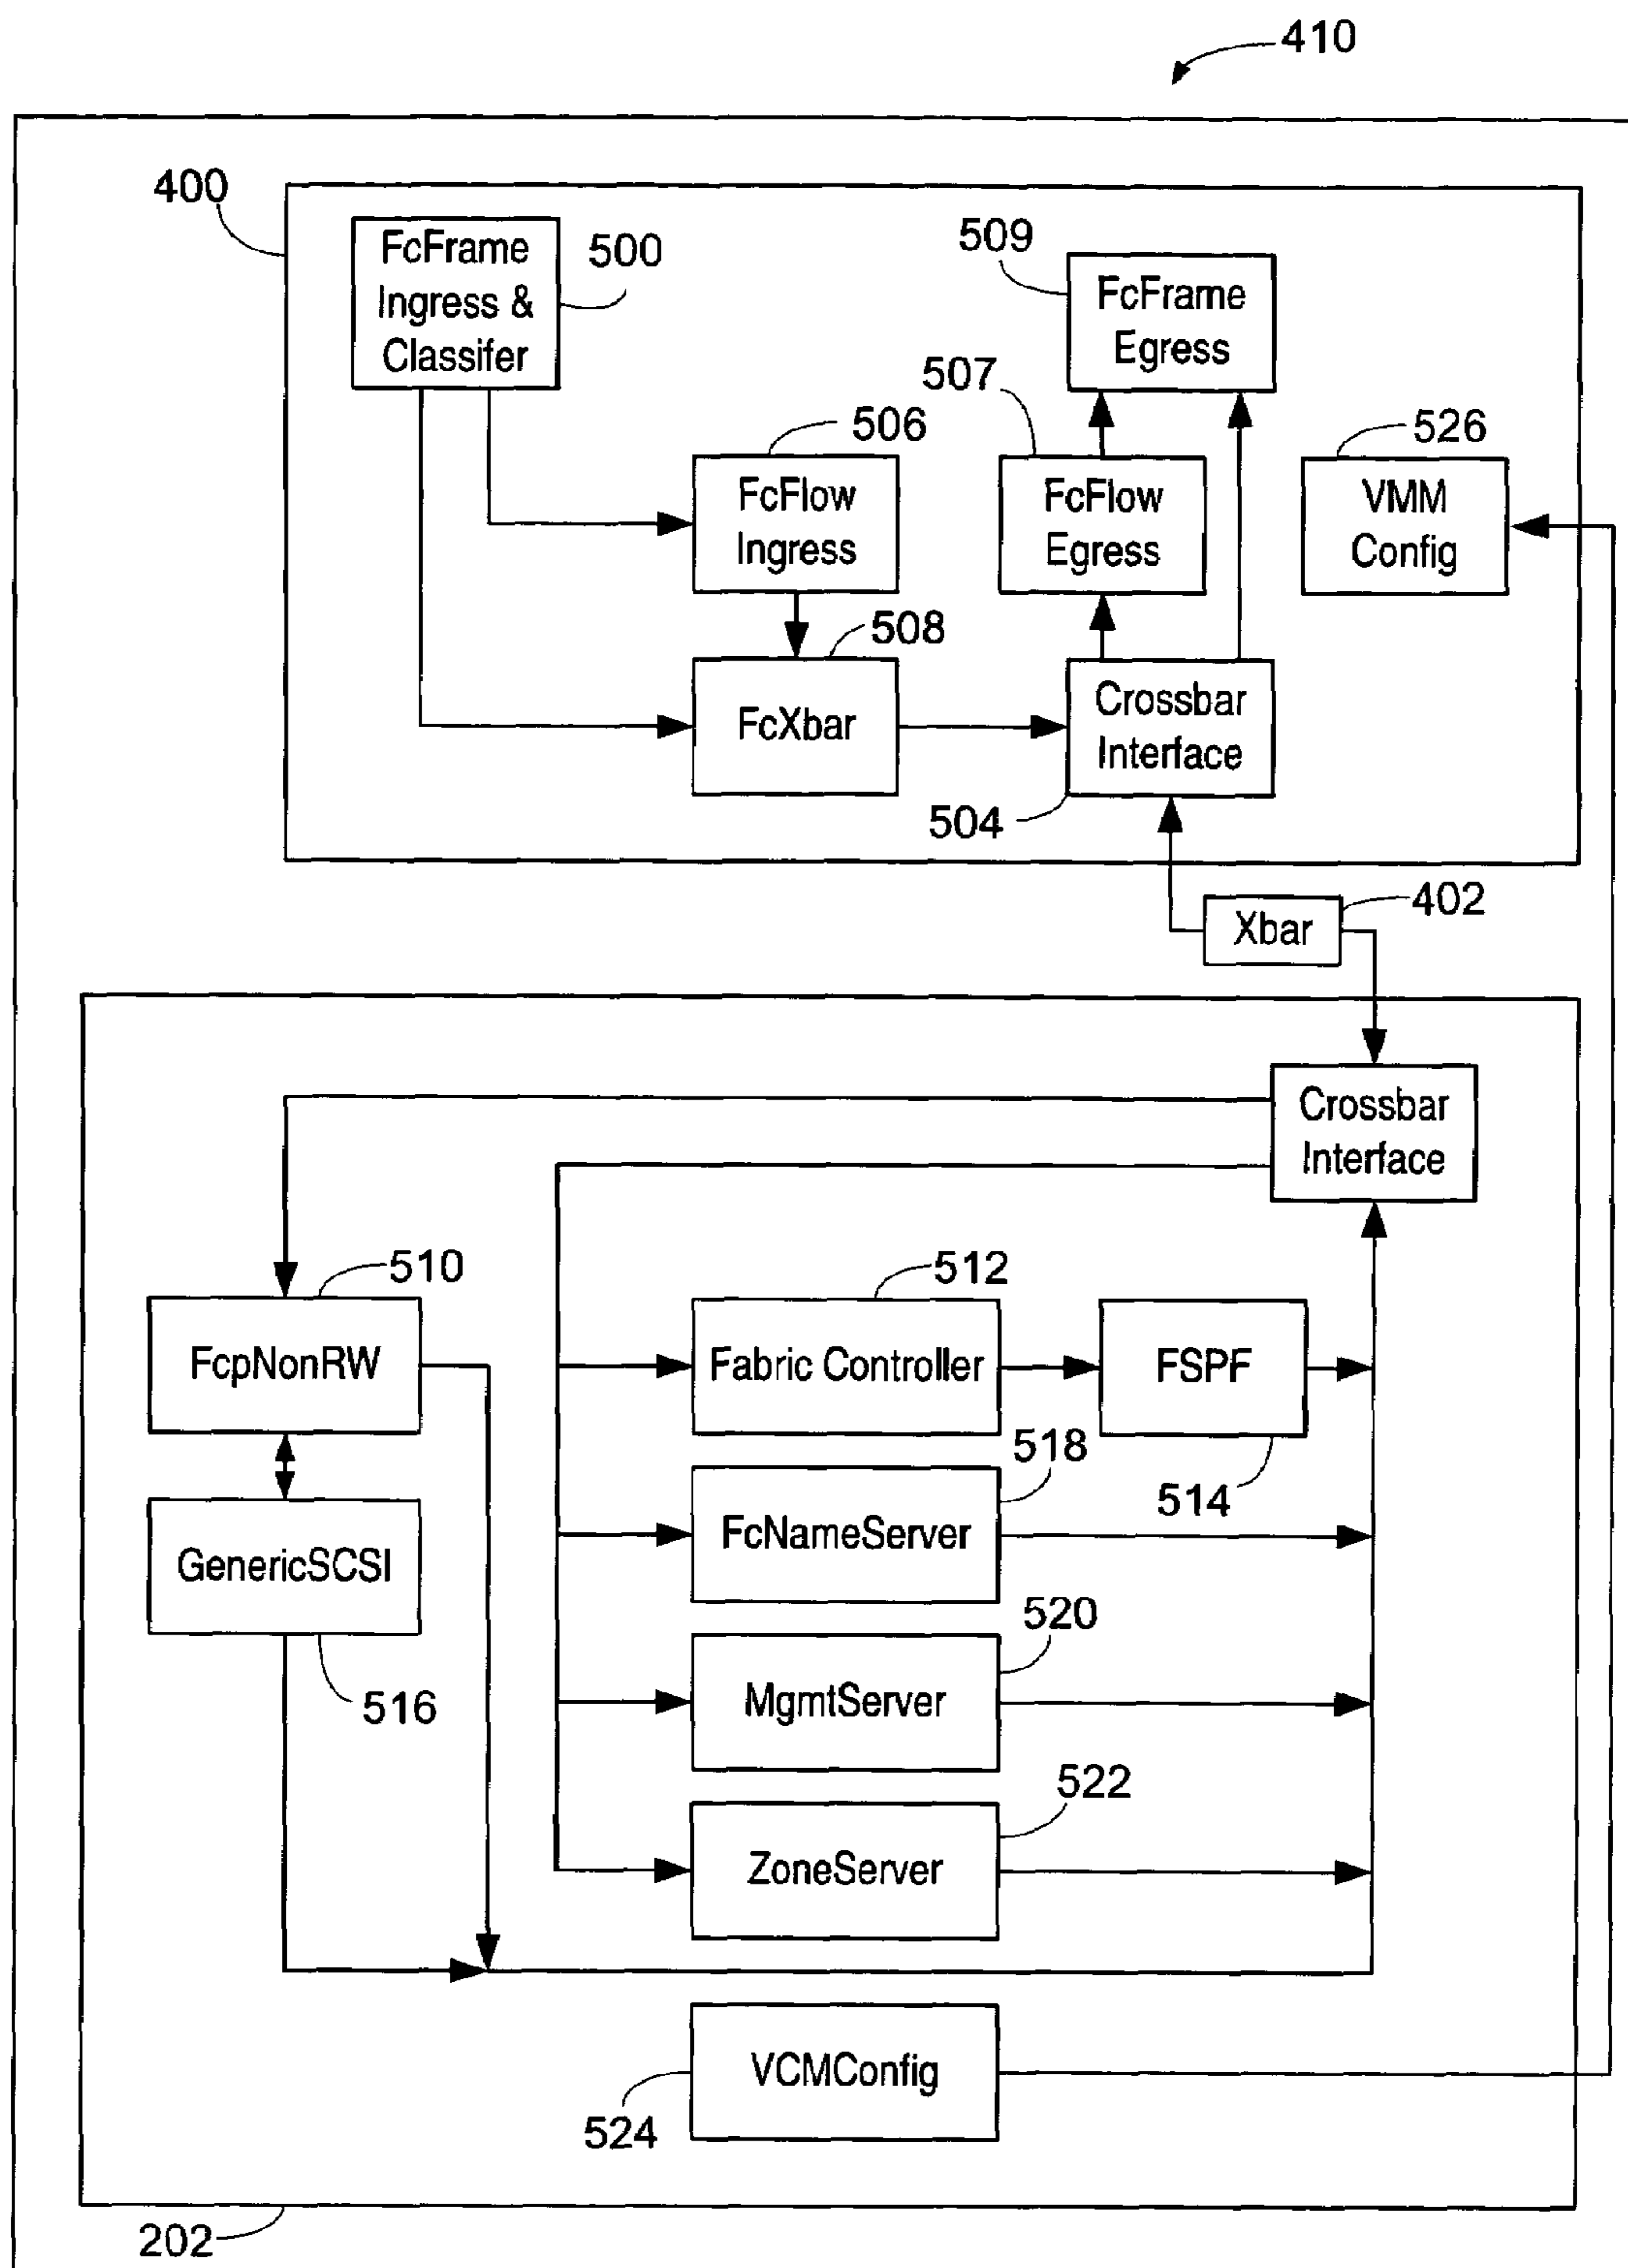 410
400
FcFrame
Ingress &
Classifer
500
509
FcFrame
Egress
507
506
526
FcFlow
Ingress
FcFlow
Egress
VMM
Config
508
FcXbar
Crossbar
Interface
504
402
Xbar
Crossbar
Interface
510
512
FcpNonRW
Fabric Controller
FSPF
518
514
GenericSCSI
FcNameServer
520
516
MgmtServer
522
ZoneServer
VCMConfig
524
202